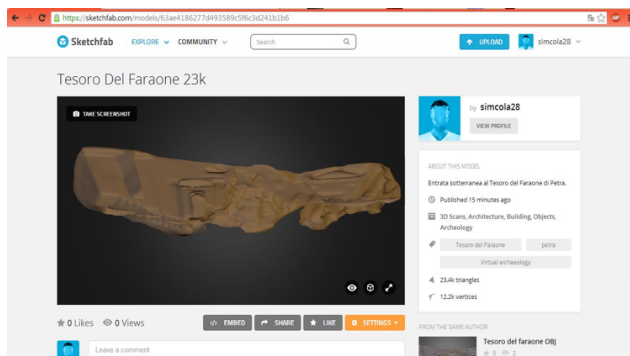 https://sketchfab.com/models/63ae4186277d493589c5f6c3d241b1b6
Sketchfab EXPLORE COMMUNITY Search UPLOAD simcola28
Tesoro Del Faraone 23k
TAKE SCREENSHOT
by simcola28
VIEW PROFILE
ABOUT THIS MODEL
Entrata sotterranea al Tesoro del Faraone di Petra.
Published 15 minutes ago
3D Scans, Architecture, Building, Objects,
Archeology
Tesoro del Faraone petra
Virtual archaeology
23.4k triangles
12.2k vertices
0 Likes 0 Views EMBED SHARE LIKE SETTINGS
Leave a comment
FROM THE SAME AUTHOR
Tesoro del faraone OBJ
0 2